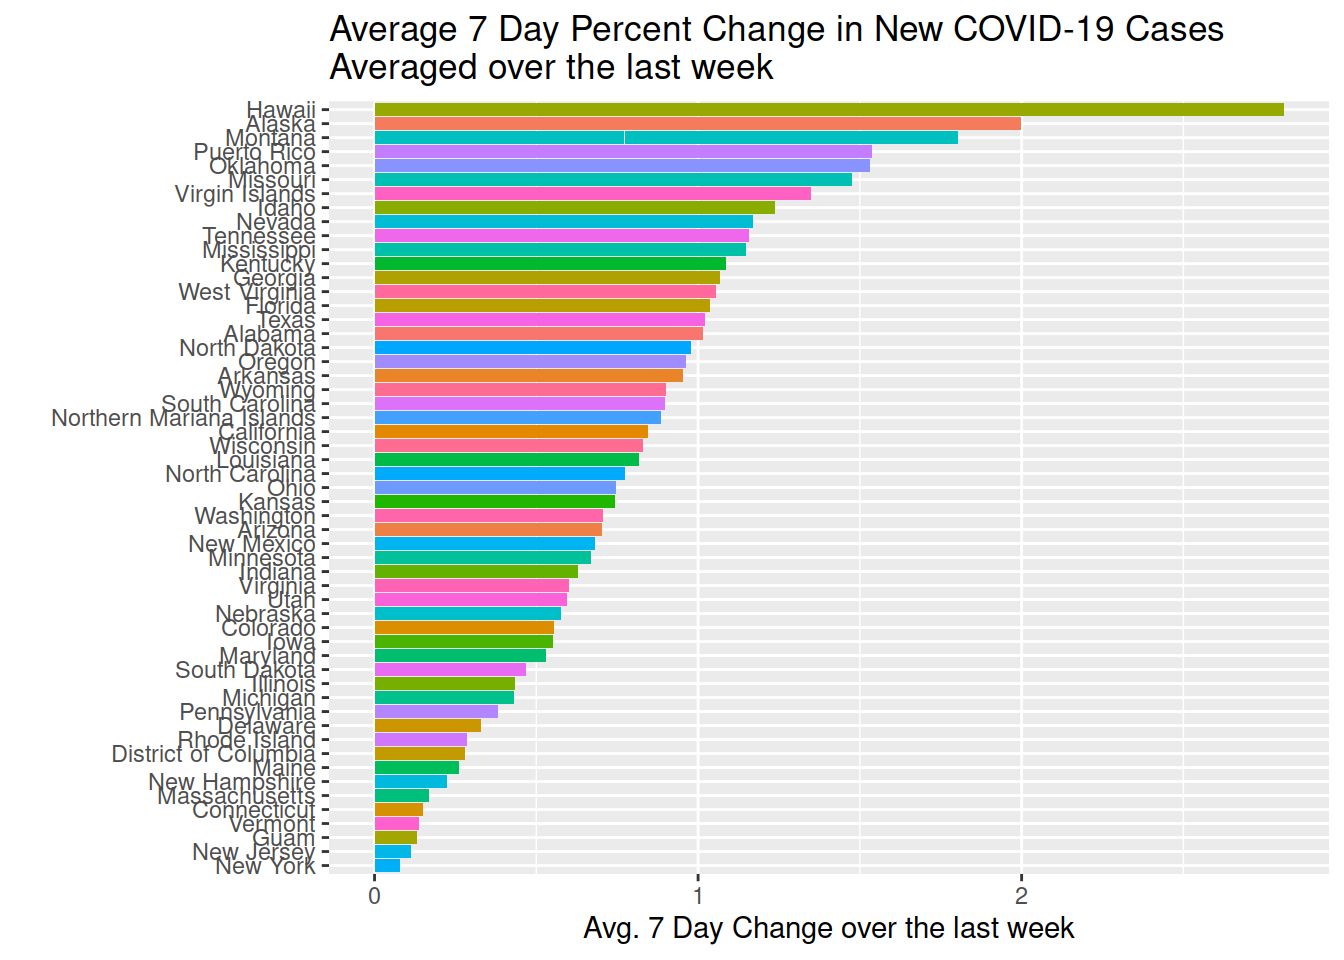 Average 7 Day Percent Change in New COVID-19 Cases
Averaged over the last week
Hawaii
Alaska
Montana
Puerto Rico
Oklahoma
Missouri
Virgin Islands
Idaho
Nevada
Tennessee
Mississippi
Kentucky
Georgia
West Virginia
Florida
Texas
Alabama
North Dakota
Oregon
Arkansas
Wyoming
South Carolina
Northern Mariana Islands
California
Wisconsin
Louisiana
North Carolina
Ohio
Kansas
Washington
Arizona
New Mexico
Minnesota
Indiana
Virginia
Utah
Nebraska
Colorado
Iowa
Maryland
South Dakota
Illinois
Michigan
Pennsylvania
Delaware
Rhode Island
District of Columbia
Maine
New Hampshire
Massachusetts
Connecticut
Vermont
Guam
New Jersey
New York
0 1 2
Avg. 7 Day Change over the last week